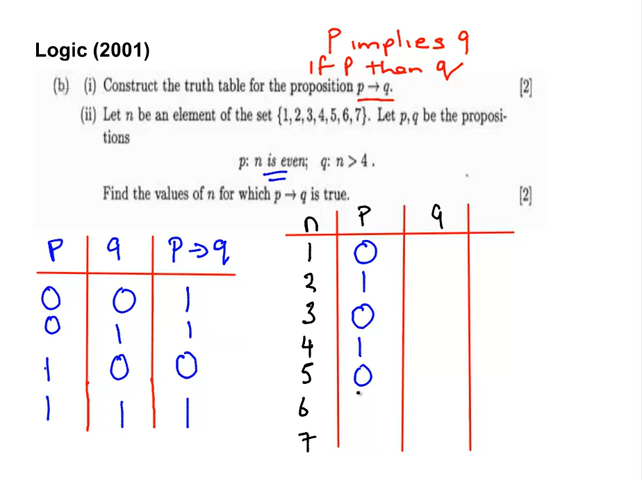 Logic (2001)
P implies q
if P then q
(b) (i) Construct the truth table for the proposition p → q. [2]
(ii) Let n be an element of the set {1,2,3,4,5,6,7}. Let p, q be the proposi-
tions
p: n is even; q: n > 4.
Find the values of n for which p → q is true. [2]
P q P→q
0 0 1
0 1 1
1 0 0
1 1 1
n P q
1 0
2 1
3 0
4 1
5 0
6
7